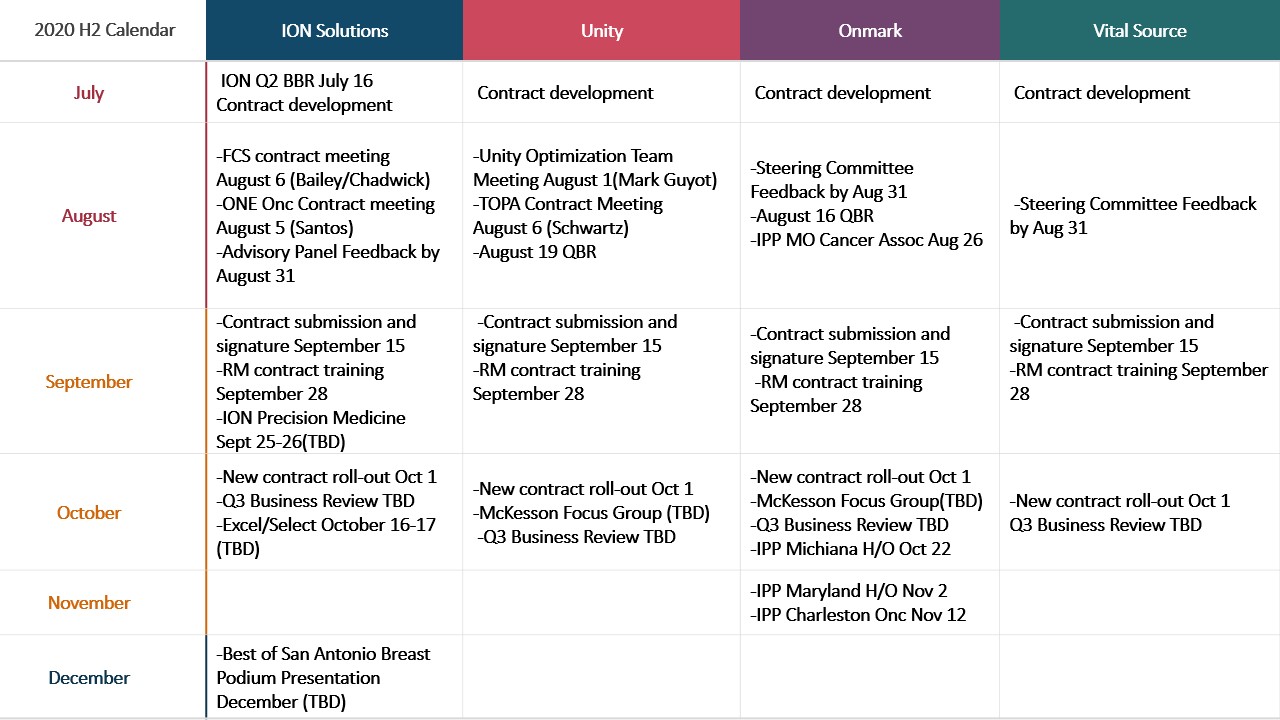 2020 H2 Calendar
ION Solutions
Unity
Onmark
Vital Source
July
ION Q2 BBR July 16
Contract development
Contract development
Contract development
Contract development
August
-FCS contract meeting
August 6 (Bailey/Chadwick)
-ONE Onc Contract meeting
August 5 (Santos)
-Advisory Panel Feedback by
August 31
-Unity Optimization Team
Meeting August 1(Mark Guyot)
-TOPA Contract Meeting
August 6 (Schwartz)
-August 19 QBR
-Steering Committee
Feedback by Aug 31
-August 16 QBR
-IPP MO Cancer Assoc Aug 26
-Steering Committee Feedback
by Aug 31
September
-Contract submission and
signature September 15
-RM contract training
September 28
-ION Precision Medicine
Sept 25-26(TBD)
-Contract submission and
signature September 15
-RM contract training
September 28
-Contract submission and
signature September 15
-RM contract training
September 28
-Contract submission and
signature September 15
-RM contract training September
28
October
-New contract roll-out Oct 1
-Q3 Business Review TBD
-Excel/Select October 16-17
(TBD)
-New contract roll-out Oct 1
-McKesson Focus Group (TBD)
-Q3 Business Review TBD
-New contract roll-out Oct 1
-McKesson Focus Group(TBD)
-Q3 Business Review TBD
-IPP Michiana H/O Oct 22
-New contract roll-out Oct 1
Q3 Business Review TBD
November
-IPP Maryland H/O Nov 2
-IPP Charleston Onc Nov 12
December
-Best of San Antonio Breast
Podium Presentation
December (TBD)